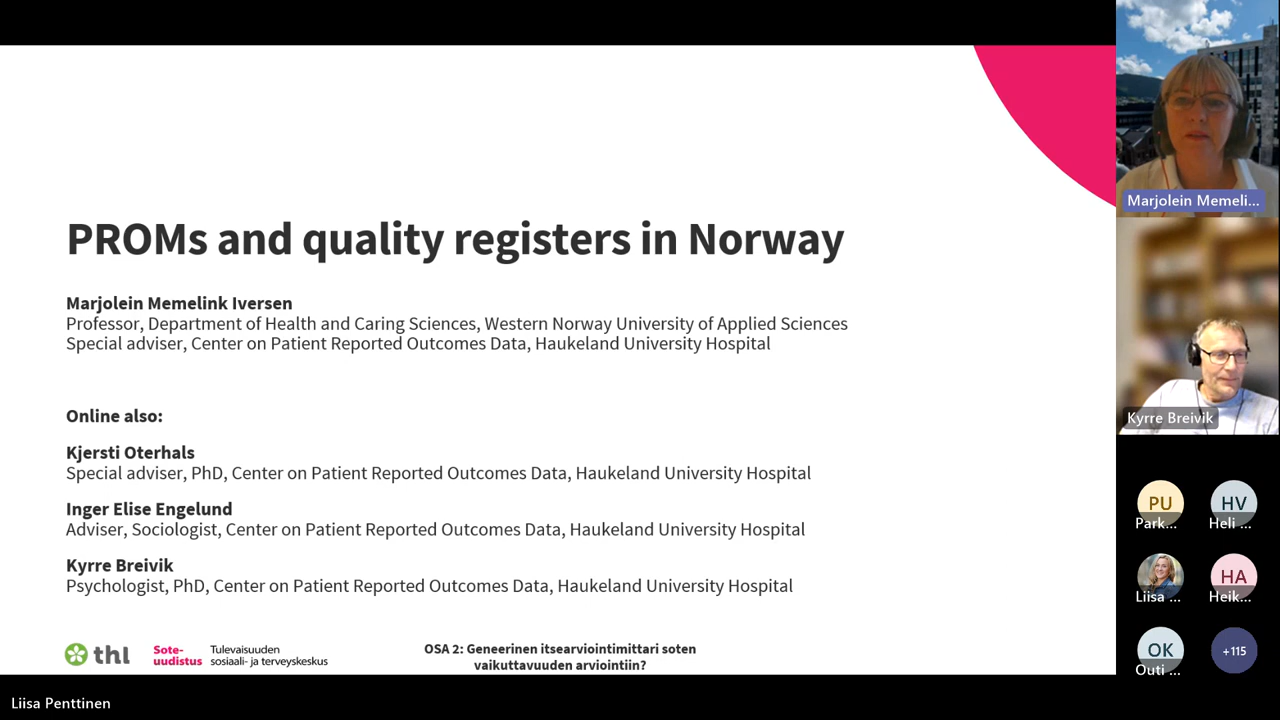 PROMs and quality registers in Norway
Marjolein Memelink Iversen
Professor, Department of Health and Caring Sciences, Western Norway University of Applied Sciences
Special adviser, Center on Patient Reported Outcomes Data, Haukeland University Hospital
Online also:
Kjersti Oterhals
Special adviser, PhD, Center on Patient Reported Outcomes Data, Haukeland University Hospital
Inger Elise Engelund
Adviser, Sociologist, Center on Patient Reported Outcomes Data, Haukeland University Hospital
Kyrre Breivik
Psychologist, PhD, Center on Patient Reported Outcomes Data, Haukeland University Hospital
thl
Sote-
uudistus
Tulevaisuuden
sosiaali- ja terveyskeskus
OSA 2: Geneerinen itsearviointimittari soten
vaikuttavuuden arviointiin?
Liisa Penttinen
Marjolein Memeli...
Kyrre Breivik
PU
HV
Park...
Heli ...
HA
Liisa ...
Heik...
OK
+115
Outi ...